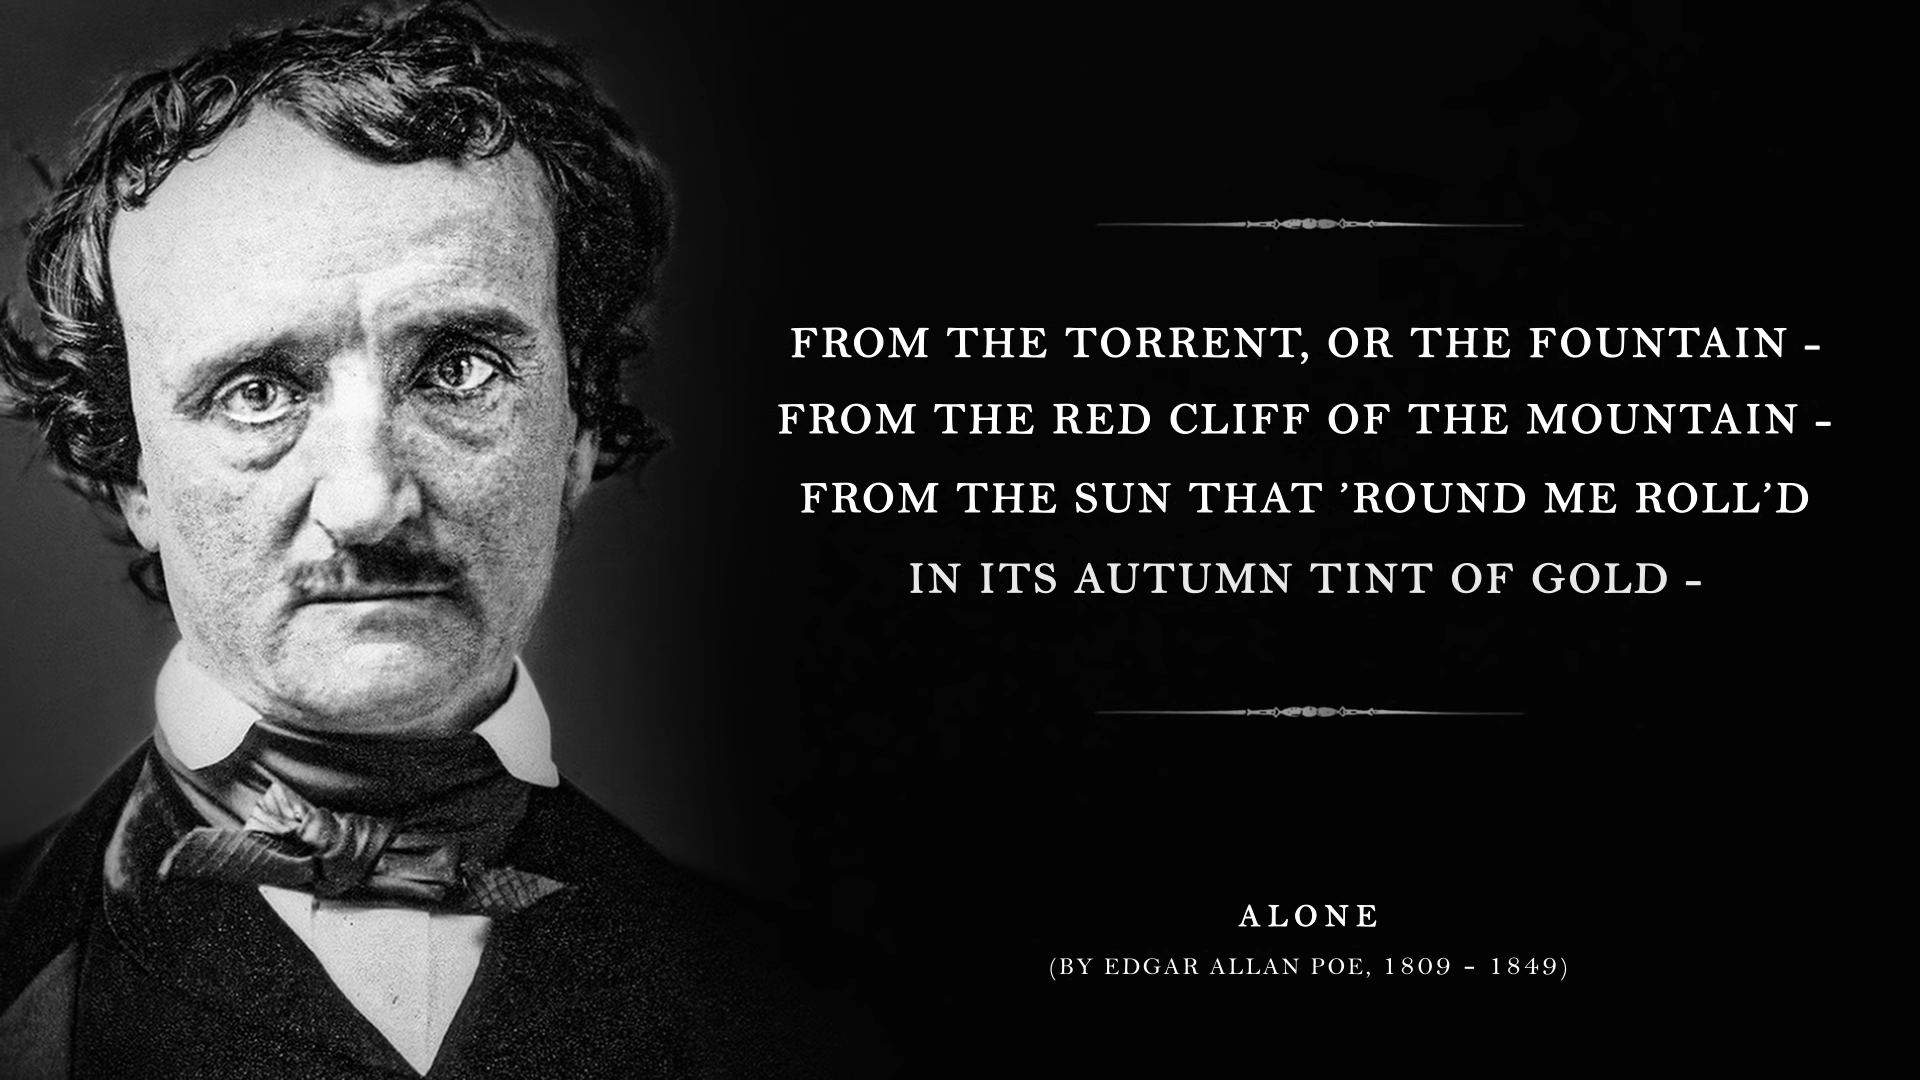 FROM THE TORRENT, OR THE FOUNTAIN -
FROM THE RED CLIFF OF THE MOUNTAIN -
FROM THE SUN THAT ’ROUND ME ROLL’D
IN ITS AUTUMN TINT OF GOLD -
ALONE
(BY EDGAR ALLAN POE, 1809 - 1849)